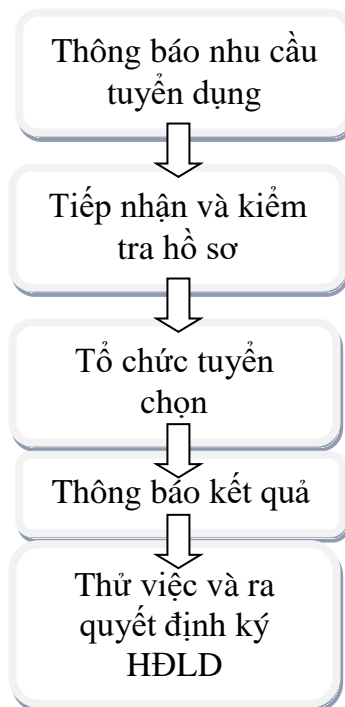 Thông báo nhu cầu
tuyển dụng
Tiếp nhận và kiểm
tra hồ sơ
Tổ chức tuyển
chọn
Thông báo kết quả
Thử việc và ra
quyết định ký
HĐLD